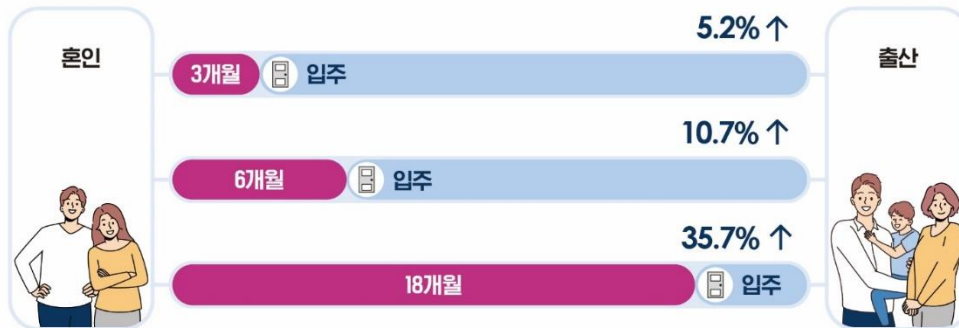 혼인
5.2% ↑
3개월 입주
출산
10.7% ↑
6개월 입주
35.7% ↑
18개월 입주